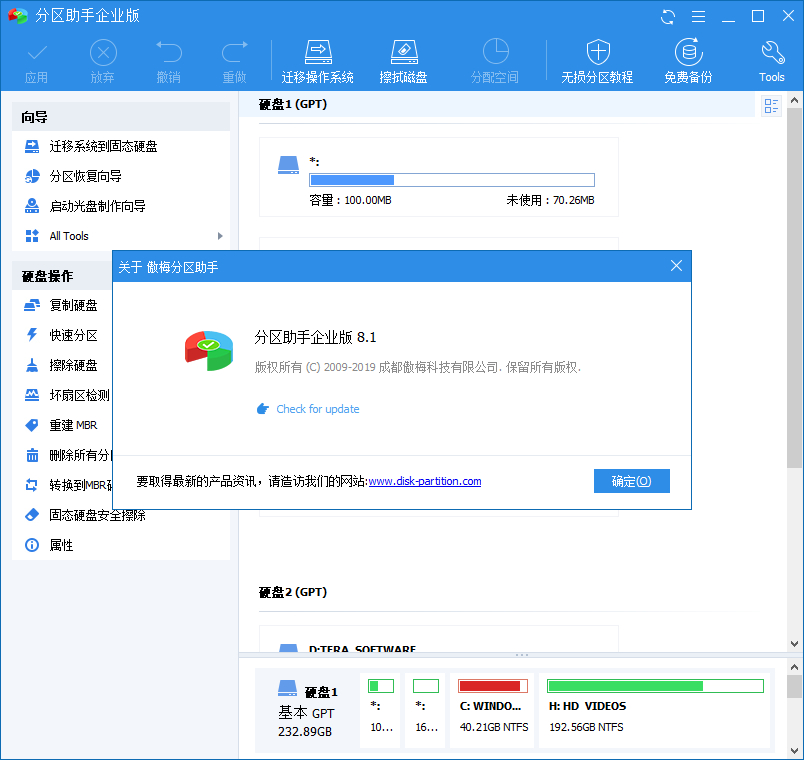 分区助手企业版
应用
放弃
撤销
重做
迁移操作系统
擦拭磁盘
分配空间
无损分区教程
免费备份
Tools
向导
迁移系统到固态硬盘
分区恢复向导
启动光盘制作向导
All Tools
硬盘操作
复制硬盘
快速分区
擦除硬盘
坏扇区检测
重建 MBR
删除所有分
转换到MBR
固态硬盘安全擦除
属性
硬盘1 (GPT)
*:
容量：100.00MB
未使用：70.26MB
关于 傲梅分区助手
分区助手企业版 8.1
版权所有 (C) 2009-2019 成都傲梅科技有限公司. 保留所有版权.
Check for update
要取得最新的产品资讯，请造访我们的网站:www.disk-partition.com
确定(O)
硬盘2 (GPT)
D:TERA_SOFTWARE
硬盘1
基本 GPT
232.89GB
*:
10...
*:
16...
C: WINDO...
40.21GB NTFS
H: HD_VIDEOS
192.56GB NTFS